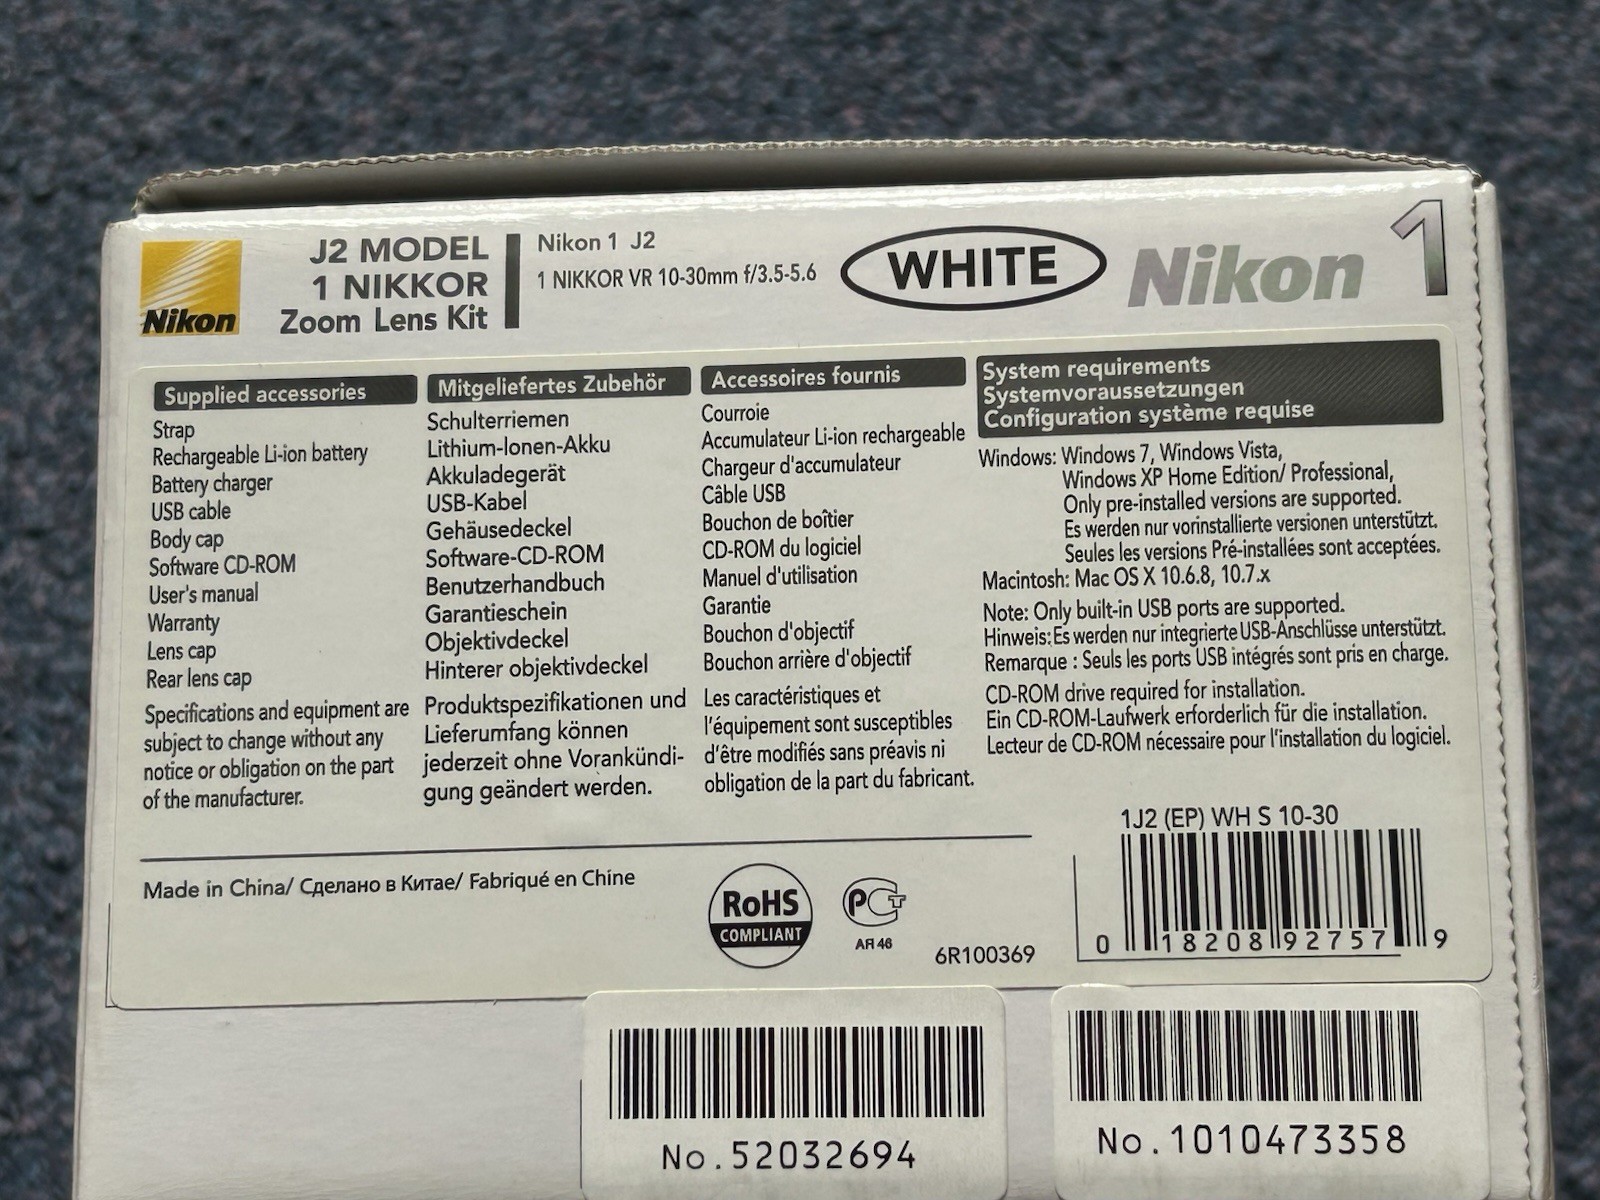 Nikon
J2 MODEL
1 NIKKOR
Zoom Lens Kit
Nikon 1 J2
1 NIKKOR VR 10-30mm f/3.5-5.6
WHITE
Nikon 1
Supplied accessories
Strap
Rechargeable Li-ion battery
Battery charger
USB cable
Body cap
Software CD-ROM
User's manual
Warranty
Lens cap
Rear lens cap
Specifications and equipment are
subject to change without any
notice or obligation on the part
of the manufacturer.
Mitgeliefertes Zubehör
Schulterriemen
Lithium-Ionen-Akku
Akkuladegerät
USB-Kabel
Gehäusedeckel
Software-CD-ROM
Benutzerhandbuch
Garantieschein
Objektivdeckel
Hinterer objektivdeckel
Produktspezifikationen und
Lieferumfang können
jederzeit ohne Vorankündi-
gung geändert werden.
Accessoires fournis
Courroie
Accumulateur Li-ion rechargeable
Chargeur d'accumulateur
Câble USB
Bouchon de boîtier
CD-ROM du logiciel
Manuel d'utilisation
Garantie
Bouchon d'objectif
Bouchon arrière d'objectif
Les caractéristiques et
l'équipement sont susceptibles
d'être modifiés sans préavis ni
obligation de la part du fabricant.
System requirements
Systemvoraussetzungen
Configuration système requise
Windows: Windows 7, Windows Vista,
Windows XP Home Edition/ Professional,
Only pre-installed versions are supported.
Es werden nur vorinstallierte versionen unterstützt.
Seules les versions Pré-installées sont acceptées.
Macintosh: Mac OS X 10.6.8, 10.7.x
Note: Only built-in USB ports are supported.
Hinweis: Es werden nur integrierte USB-Anschlüsse unterstützt.
Remarque : Seuls les ports USB intégrés sont pris en charge.
CD-ROM drive required for installation.
Ein CD-ROM-Laufwerk erforderlich für die installation.
Lecteur de CD-ROM nécessaire pour l'installation du logiciel.
Made in China/ Сделано в Китае/ Fabriqué en Chine
RoHS
COMPLIANT
РСТ
АЯ 46
6R100369
1J2 (EP) WH S 10-30
0 18208 92757 9
No.52032694
No.1010473358